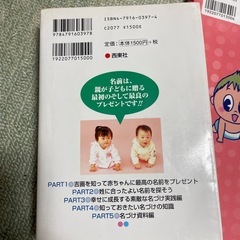 ISBN4-7916-0397-4
C2077 ¥1500E
定価:本体1500円+税
西東社
9784791603978
1922077015000
名前は、
親が子どもに贈る
最初のそして最良の
プレゼントです!!
PART1●吉画を知って赤ちゃんに最高の名前をプレゼント
PART2●姓に合ったよい名前を探そう
PART3●幸せに成長する素敵な名づけ実践編
PART4●知っておきたい名づけの知識
PART5●名づけ資料編